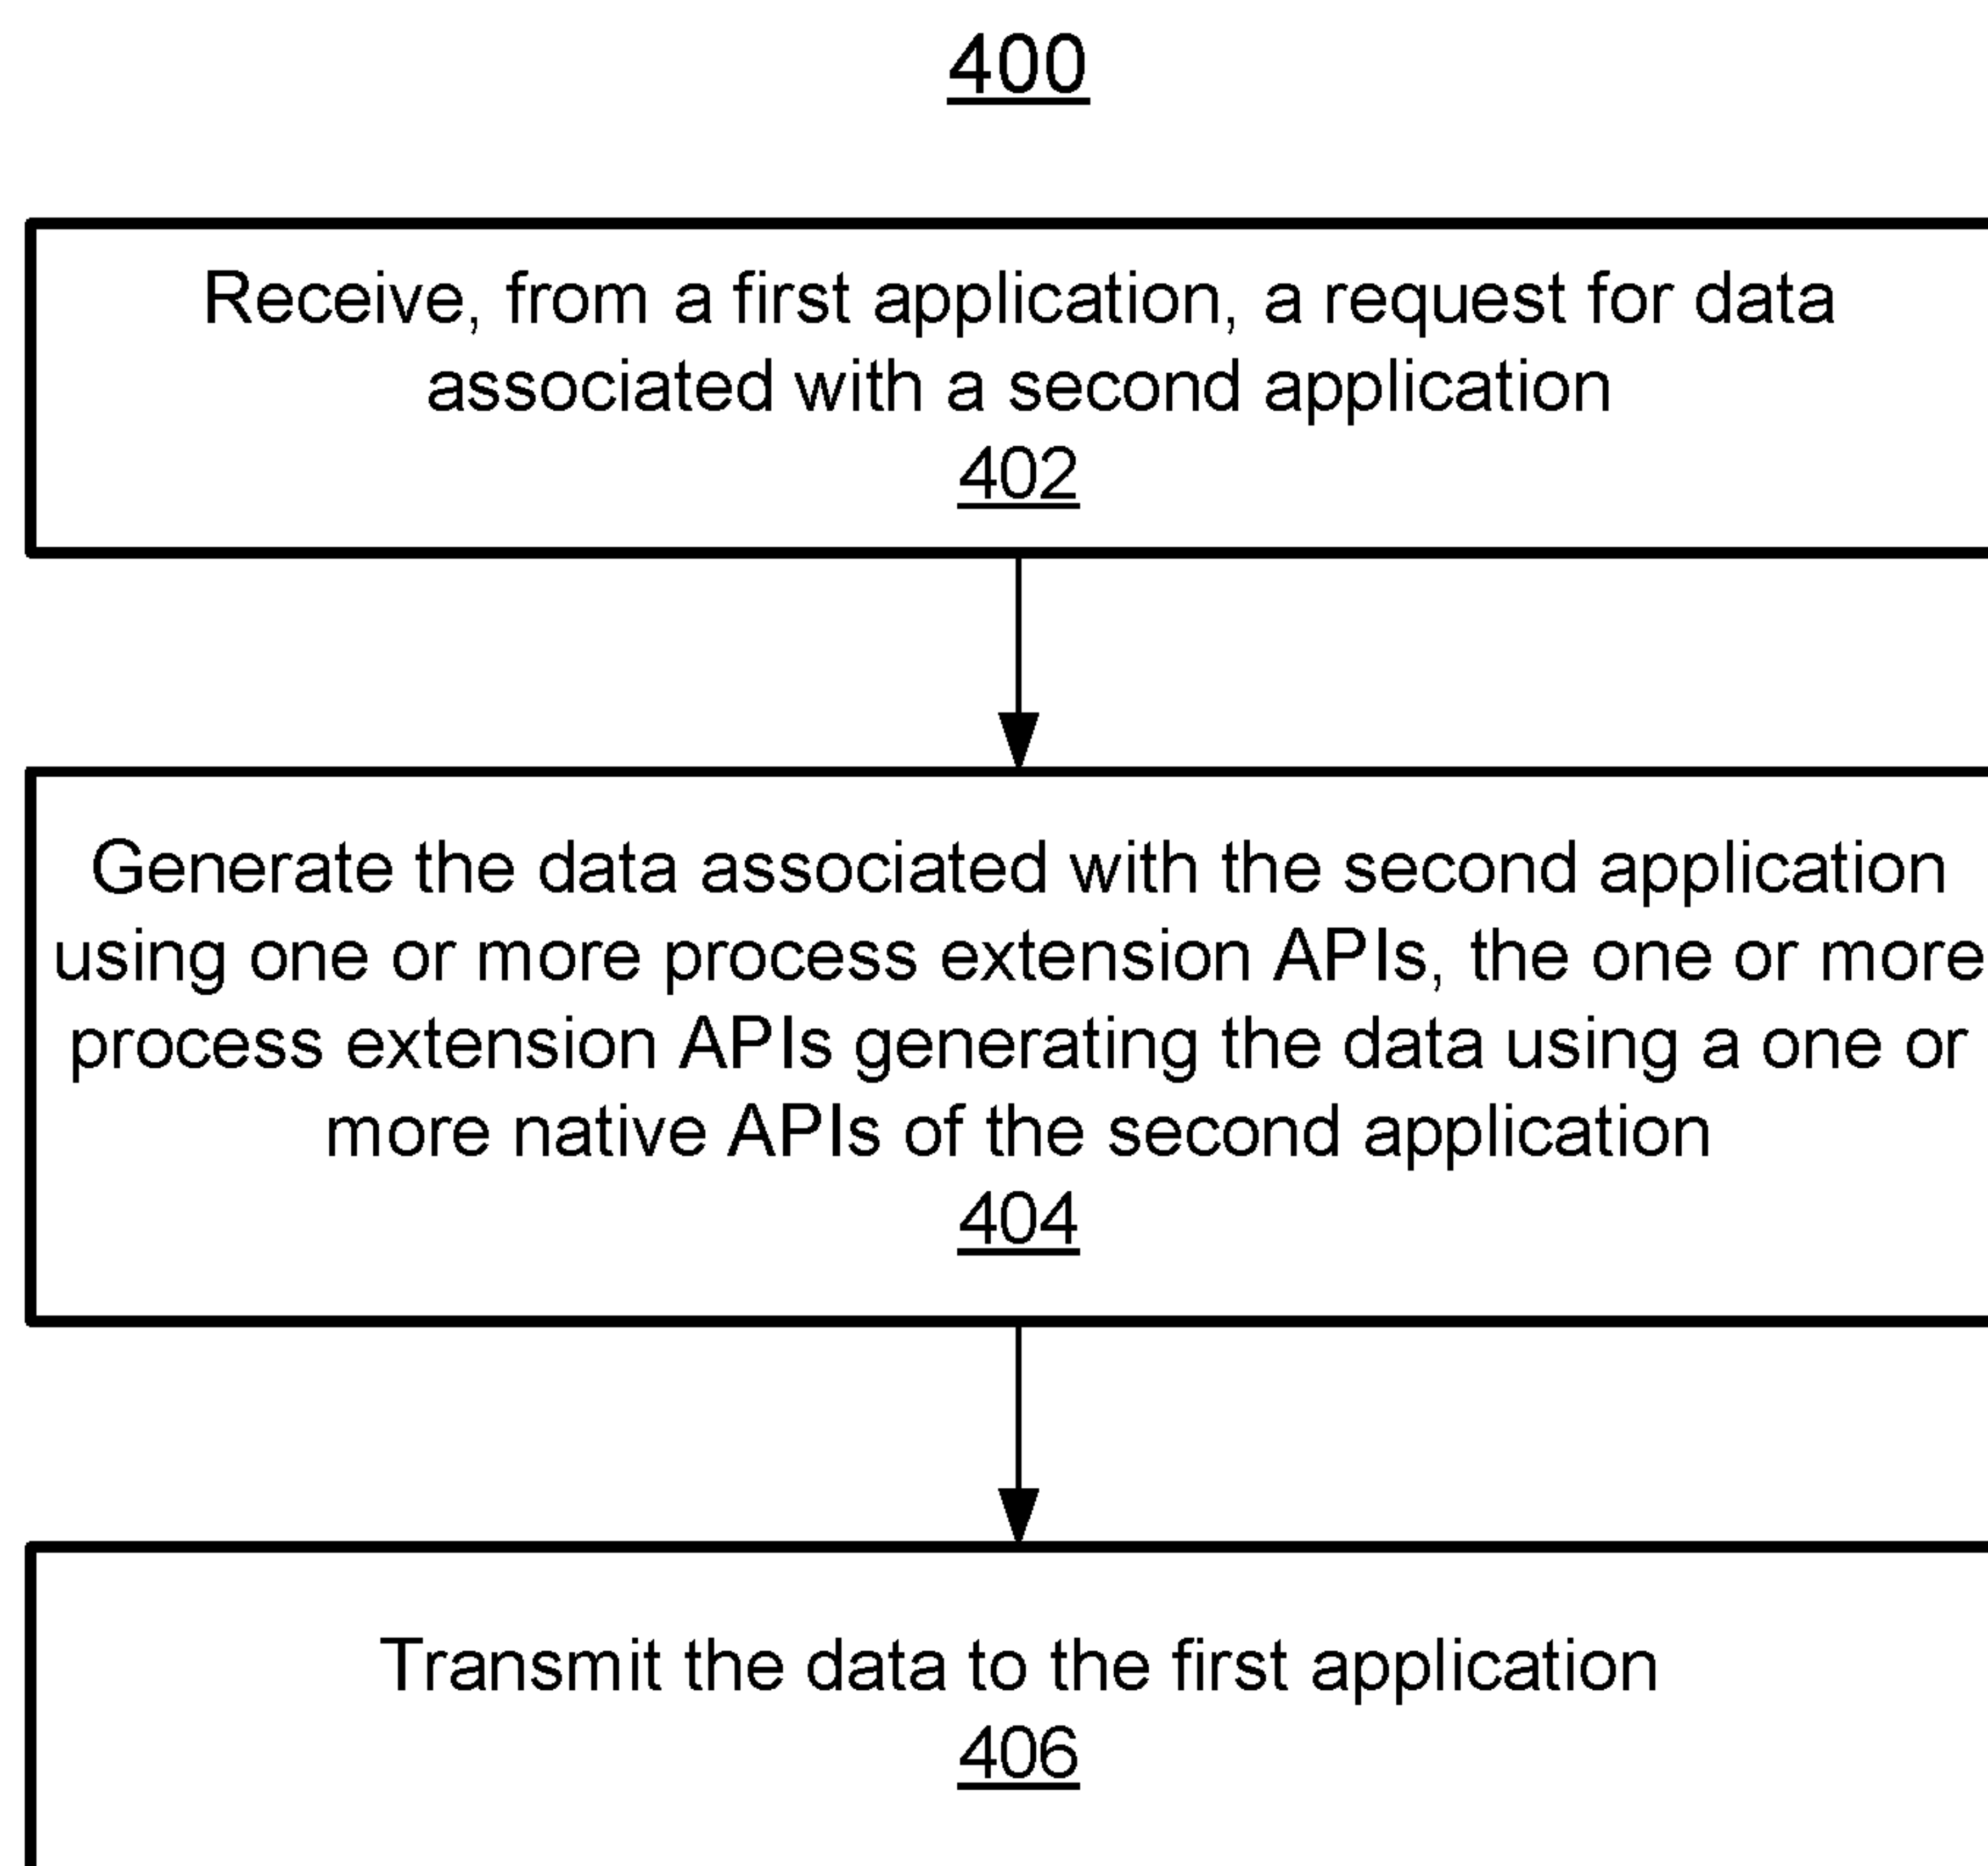 400
Receive, from a first application, a request for data
associated with a second application
402
Generate the data associated with the second application
using one or more process extension APIs, the one or more
process extension APIs generating the data using a one or
more native APIs of the second application
404
Transmit the data to the first application
406